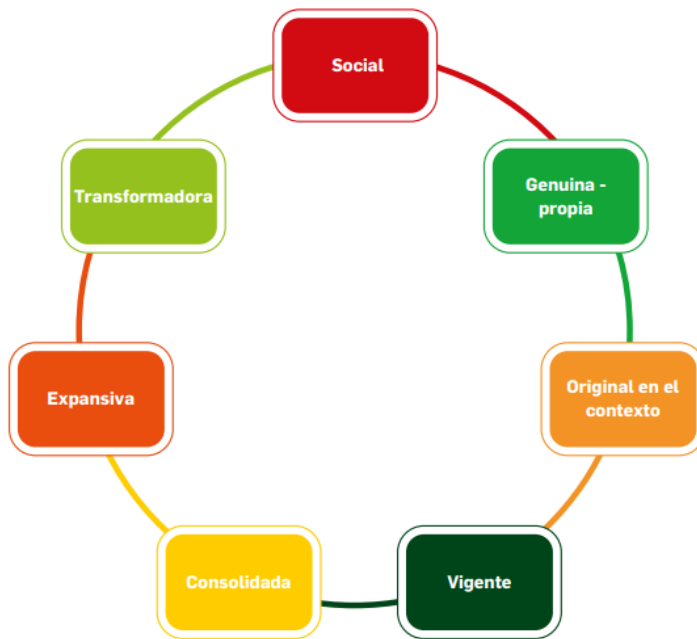 Social
Genuina -
propia
Original en el
contexto
Vigente
Consolidada
Expansiva
Transformadora